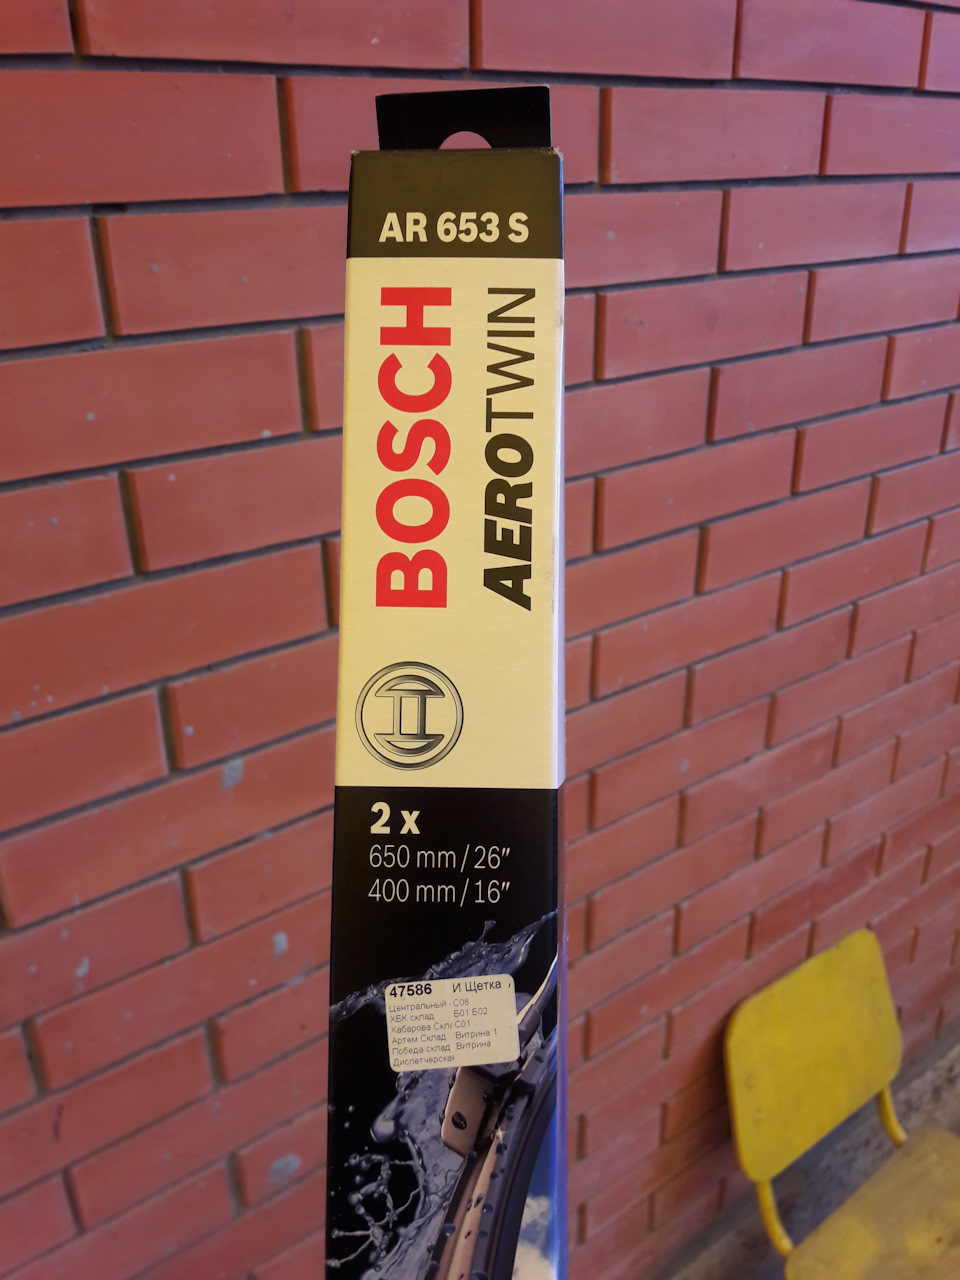 AR 653 S
BOSCH
AEROTWIN
2 x
650 mm / 26"
400 mm / 16"
47586 И Щетка
Центральный - С08
ХБК склад Б01 Б02
Хабарова Скла С01
Артем Склад Витрина 1
Победа склад Витрина
Диспетчерская